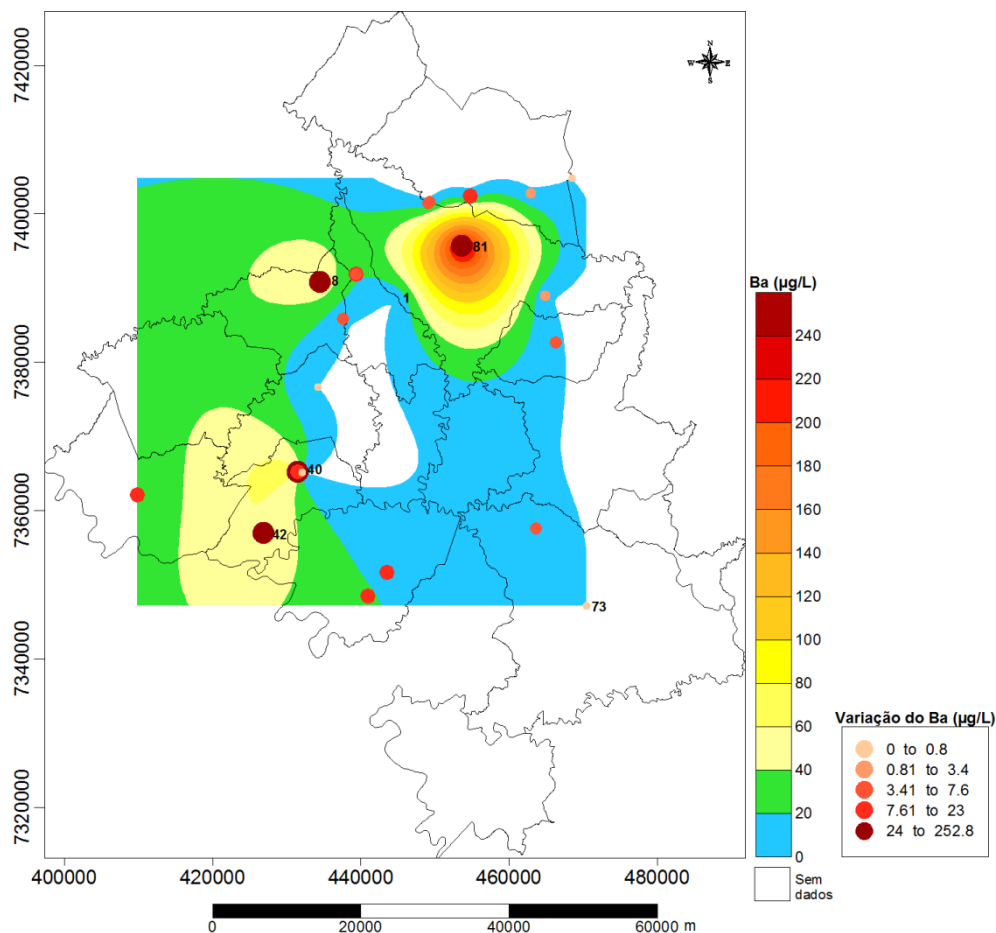 7420000
7400000
7380000
7360000
7340000
7320000
N
W E
S
81
8
1
40
42
73
400000
420000
440000
460000
480000
0
20000
40000
60000 m
Ba (µg/L)
240
220
200
180
160
140
120
100
80
60
40
20
0
Sem
dados
Variação do Ba (µg/L)
0 to 0.8
0.81 to 3.4
3.41 to 7.6
7.61 to 23
24 to 252.8